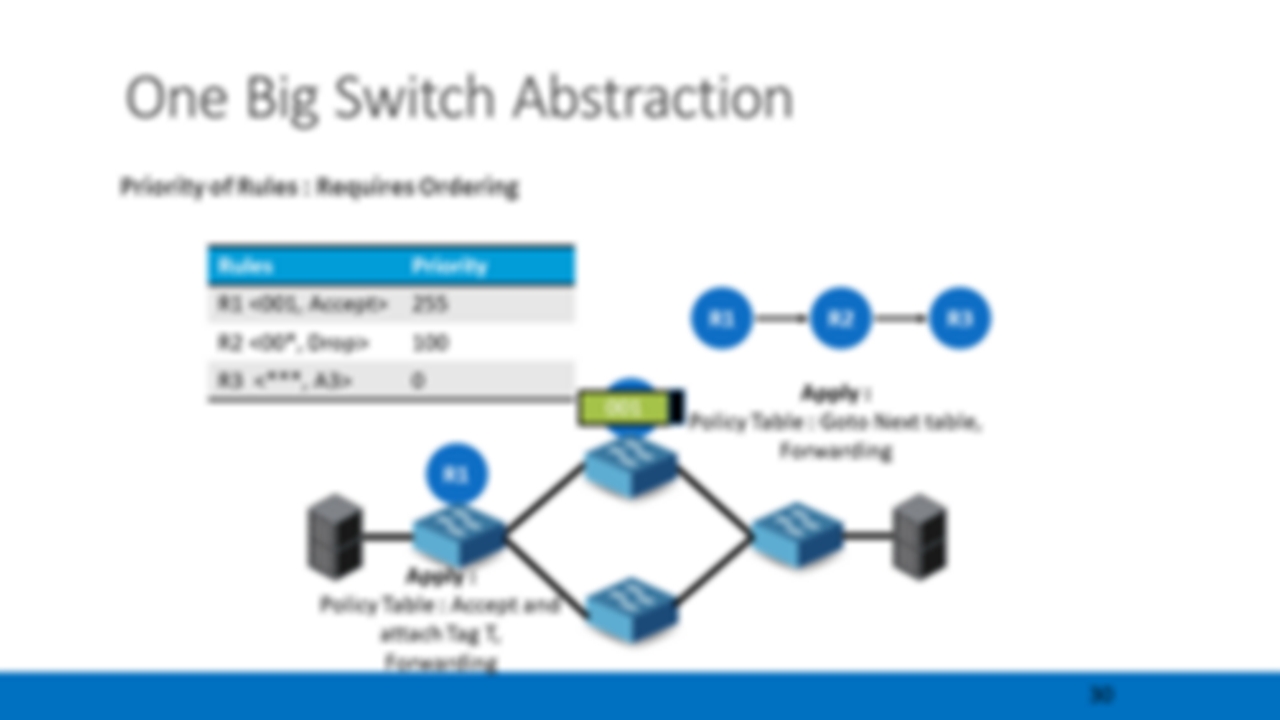 One Big Switch Abstraction
Priority of Rules : Requires Ordering
Rules Priority
R1 <001, Accept> 255
R2 <00*, Drop> 100
R3 <***, A3> 0
R1 R2 R3
Apply :
Policy Table : Goto Next table,
Forwarding
001
R1
Apply :
Policy Table : Accept and
attach Tag T,
Forwarding
30